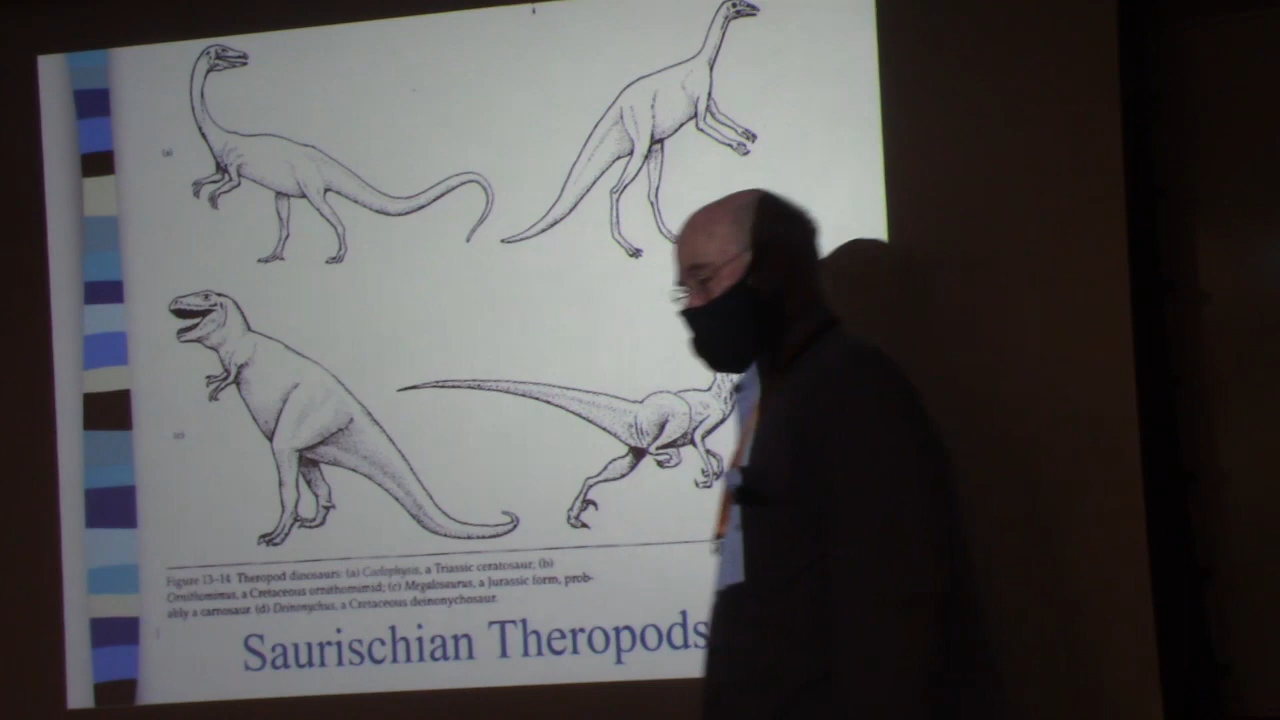 (a)
(c)
Figure 13–14 Theropod dinosaurs: (a) Coelophysis, a Triassic ceratosaur; (b)
Ornithomimus, a Cretaceous ornithomimid; (c) Megalosaurus, a Jurassic form, prob-
ably a carnosaur. (d) Deinonychus, a Cretaceous deinonychosaur.
Saurischian Theropods